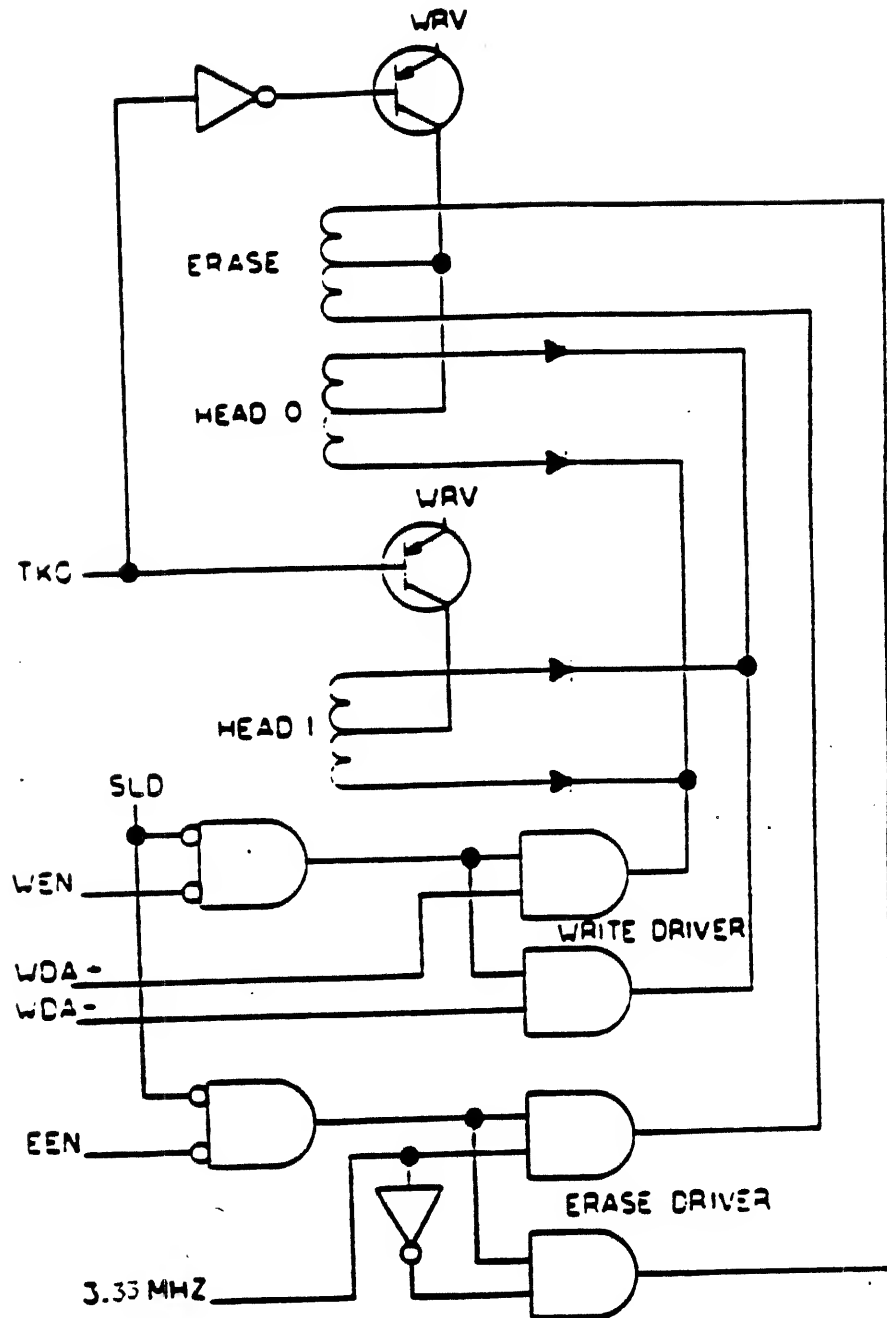 WRV
ERASE
HEAD 0
WRV
TKO
HEAD 1
SLD
WEN
WRITE DRIVER
WDA -
WDA -
EEN
ERASE DRIVER
3.33 MHZ